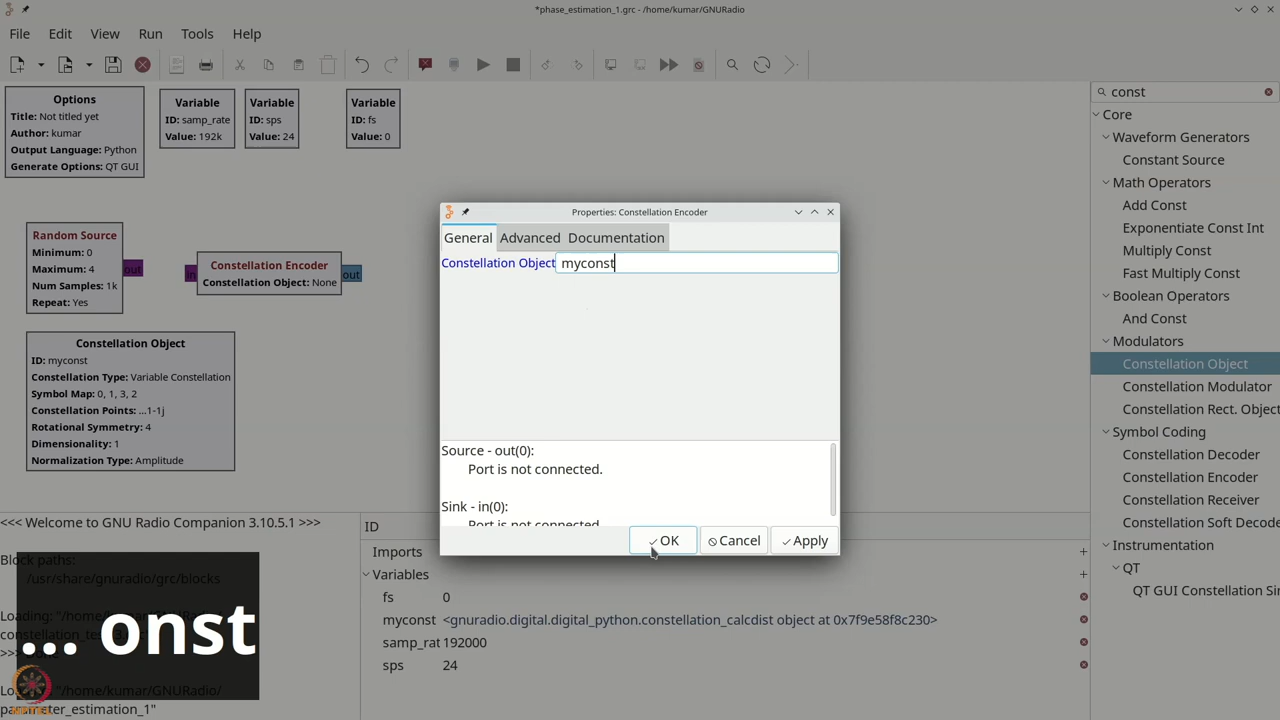 *phase_estimation_1.grc - /home/kumar/GNURadio
File Edit View Run Tools Help
Options
Title: Not titled yet
Author: kumar
Output Language: Python
Generate Options: QT GUI
Variable
ID: samp_rate
Value: 192k
Variable
ID: sps
Value: 24
Variable
ID: fs
Value: 0
Random Source
Minimum: 0
Maximum: 4
Num Samples: 1k
Repeat: Yes
out
in
Constellation Encoder
Constellation Object: None
out
Constellation Object
ID: myconst
Constellation Type: Variable Constellation
Symbol Map: 0, 1, 3, 2
Constellation Points: ...1-1j
Rotational Symmetry: 4
Dimensionality: 1
Normalization Type: Amplitude
Properties: Constellation Encoder
General Advanced Documentation
Constellation Object myconst
Source - out(0):
Port is not connected.
Sink - in(0):
Port is not connected.
OK Cancel Apply
const
Core
Waveform Generators
Constant Source
Math Operators
Add Const
Exponentiate Const Int
Multiply Const
Fast Multiply Const
Boolean Operators
And Const
Modulators
Constellation Object
Constellation Modulator
Constellation Rect. Object
Symbol Coding
Constellation Decoder
Constellation Encoder
Constellation Receiver
Constellation Soft Decode
Instrumentation
QT
QT GUI Constellation Sin
<<< Welcome to GNU Radio Companion 3.10.5.1 >>>
Block paths:
/usr/share/gnuradio/grc/blocks
Loading: "/home/kumar/GNURadio/
... onst
ID
Imports
Variables
fs 0
myconst <gnuradio.digital.digital_python.constellation_calcdist object at 0x7f9e58f8c230>
samp_rat 192000
sps 24